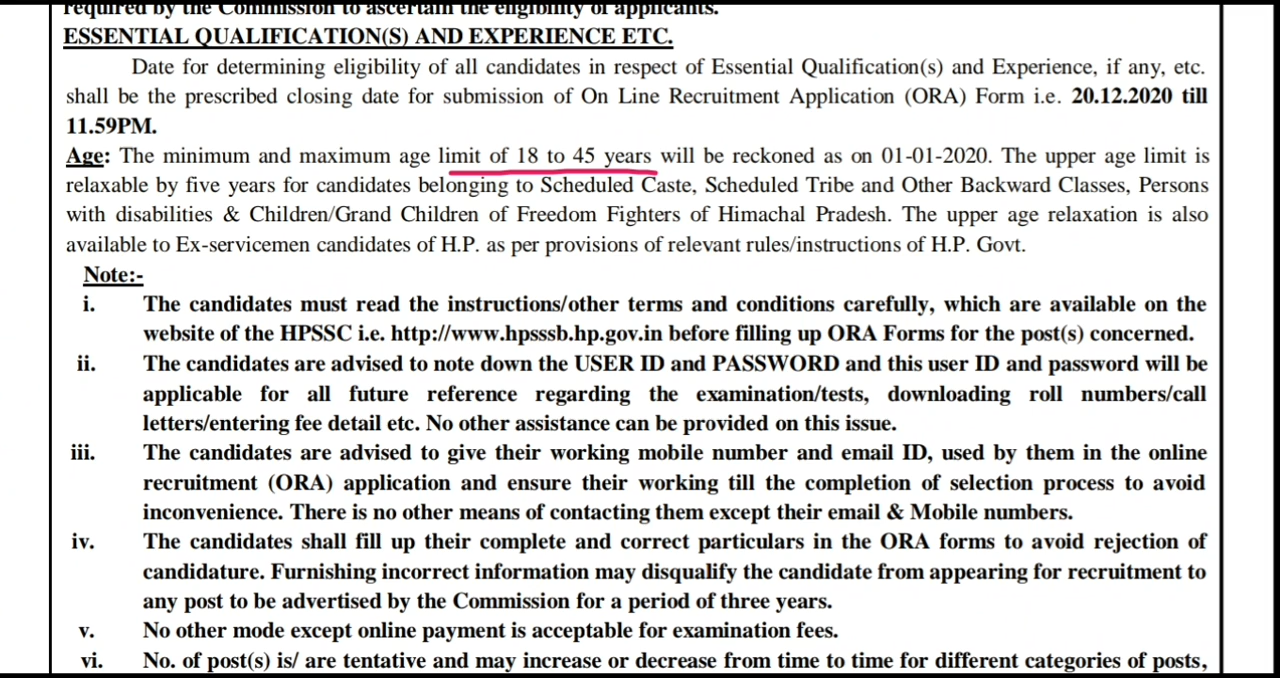 required by the Commission to ascertain the eligibility of applicants.
ESSENTIAL QUALIFICATION(S) AND EXPERIENCE ETC.
Date for determining eligibility of all candidates in respect of Essential Qualification(s) and Experience, if any, etc.
shall be the prescribed closing date for submission of On Line Recruitment Application (ORA) Form i.e. 20.12.2020 till
11.59PM.
Age: The minimum and maximum age limit of 18 to 45 years will be reckoned as on 01-01-2020. The upper age limit is
relaxable by five years for candidates belonging to Scheduled Caste, Scheduled Tribe and Other Backward Classes, Persons
with disabilities & Children/Grand Children of Freedom Fighters of Himachal Pradesh. The upper age relaxation is also
available to Ex-servicemen candidates of H.P. as per provisions of relevant rules/instructions of H.P. Govt.
Note:-
i. The candidates must read the instructions/other terms and conditions carefully, which are available on the
website of the HPSSC i.e. http://www.hpsssb.hp.gov.in before filling up ORA Forms for the post(s) concerned.
ii. The candidates are advised to note down the USER ID and PASSWORD and this user ID and password will be
applicable for all future reference regarding the examination/tests, downloading roll numbers/call
letters/entering fee detail etc. No other assistance can be provided on this issue.
iii. The candidates are advised to give their working mobile number and email ID, used by them in the online
recruitment (ORA) application and ensure their working till the completion of selection process to avoid
inconvenience. There is no other means of contacting them except their email & Mobile numbers.
iv. The candidates shall fill up their complete and correct particulars in the ORA forms to avoid rejection of
candidature. Furnishing incorrect information may disqualify the candidate from appearing for recruitment to
any post to be advertised by the Commission for a period of three years.
v. No other mode except online payment is acceptable for examination fees.
vi. No. of post(s) is/ are tentative and may increase or decrease from time to time for different categories of posts,